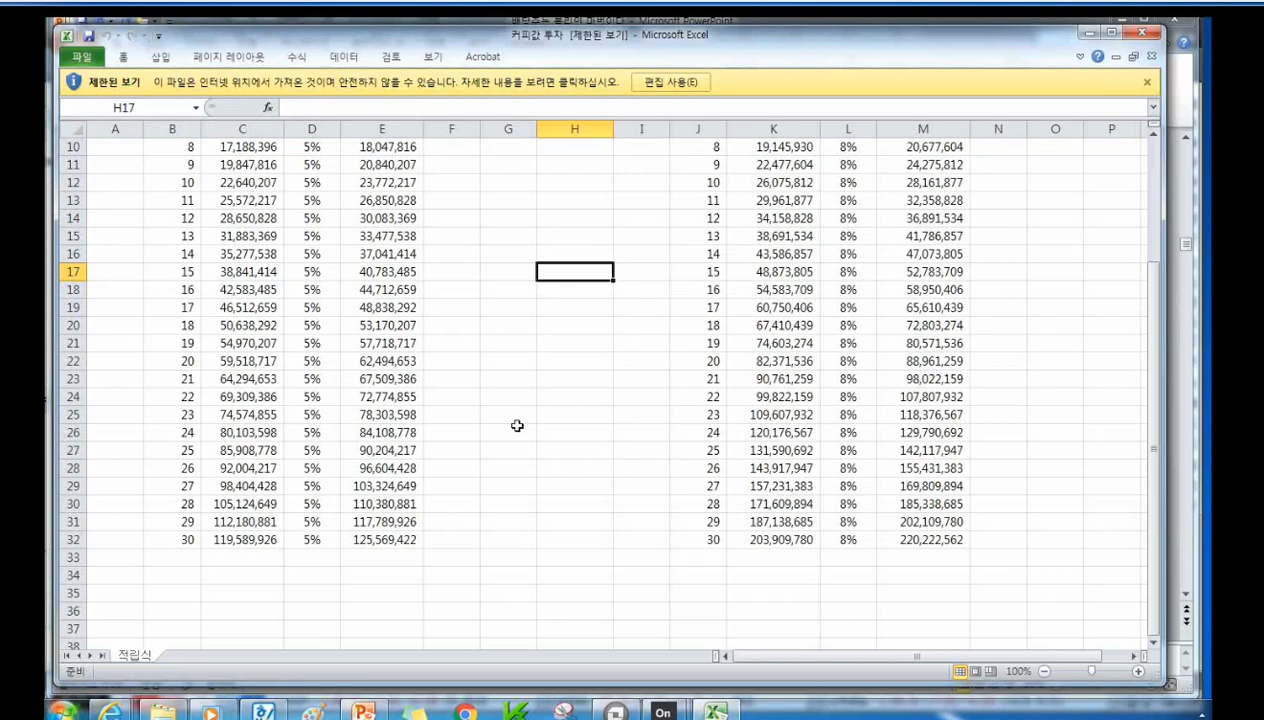 배당주는 복리의 마법이다 - Microsoft PowerPoint
커피값 투자 [제한된 보기] - Microsoft Excel
파일 홈 삽입 페이지 레이아웃 수식 데이터 검토 보기 Acrobat
제한된 보기 이 파일은 인터넷 위치에서 가져온 것이며 안전하지 않을 수 있습니다. 자세한 내용을 보려면 클릭하십시오. 편집 사용(E)
H17 fx
A B C D E F G H I J K L M N O P
10 8 17,188,396 5% 18,047,816 8 19,145,930 8% 20,677,604
11 9 19,847,816 5% 20,840,207 9 22,477,604 8% 24,275,812
12 10 22,640,207 5% 23,772,217 10 26,075,812 8% 28,161,877
13 11 25,572,217 5% 26,850,828 11 29,961,877 8% 32,358,828
14 12 28,650,828 5% 30,083,369 12 34,158,828 8% 36,891,534
15 13 31,883,369 5% 33,477,538 13 38,691,534 8% 41,786,857
16 14 35,277,538 5% 37,041,414 14 43,586,857 8% 47,073,805
17 15 38,841,414 5% 40,783,485 15 48,873,805 8% 52,783,709
18 16 42,583,485 5% 44,712,659 16 54,583,709 8% 58,950,406
19 17 46,512,659 5% 48,838,292 17 60,750,406 8% 65,610,439
20 18 50,638,292 5% 53,170,207 18 67,410,439 8% 72,803,274
21 19 54,970,207 5% 57,718,717 19 74,603,274 8% 80,571,536
22 20 59,518,717 5% 62,494,653 20 82,371,536 8% 88,961,259
23 21 64,294,653 5% 67,509,386 21 90,761,259 8% 98,022,159
24 22 69,309,386 5% 72,774,855 22 99,822,159 8% 107,807,932
25 23 74,574,855 5% 78,303,598 23 109,607,932 8% 118,376,567
26 24 80,103,598 5% 84,108,778 24 120,176,567 8% 129,790,692
27 25 85,908,778 5% 90,204,217 25 131,590,692 8% 142,117,947
28 26 92,004,217 5% 96,604,428 26 143,917,947 8% 155,431,383
29 27 98,404,428 5% 103,324,649 27 157,231,383 8% 169,809,894
30 28 105,124,649 5% 110,380,881 28 171,609,894 8% 185,338,685
31 29 112,180,881 5% 117,789,926 29 187,138,685 8% 202,109,780
32 30 119,589,926 5% 125,569,422 30 203,909,780 8% 220,222,562
33
34
35
36
37
38
적립식
준비 100%
On